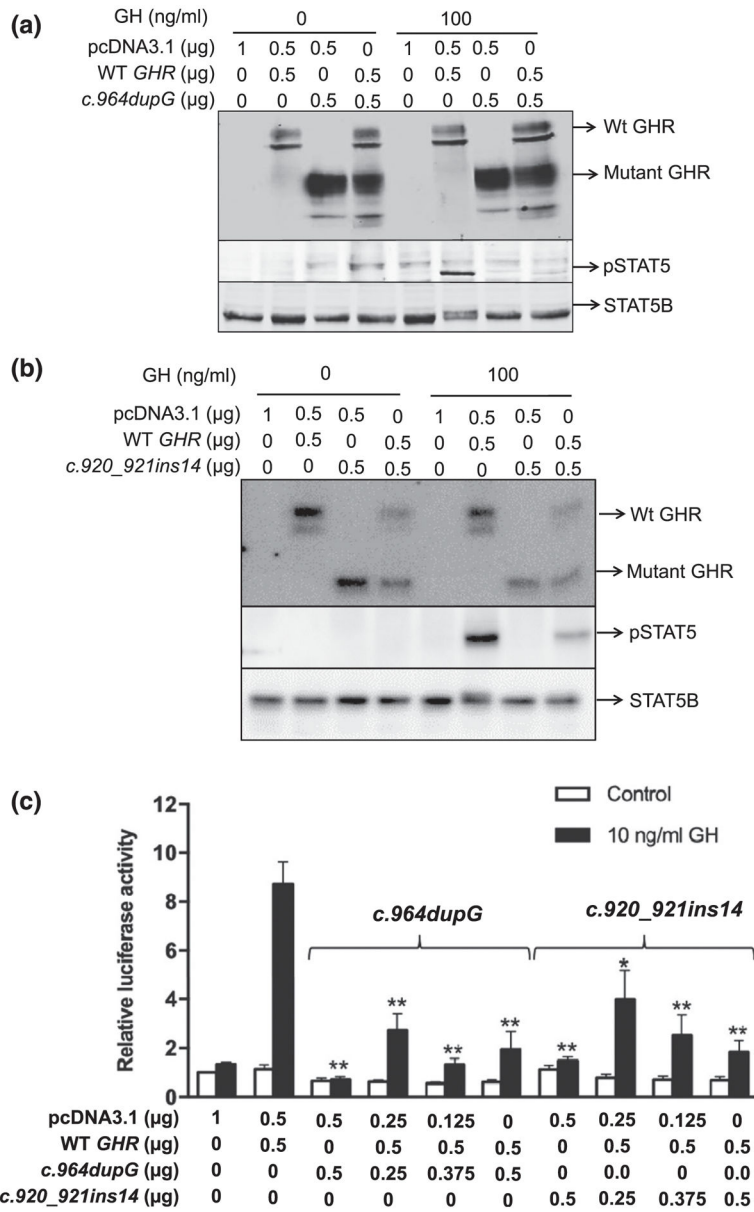 (a)
GH (ng/ml) 0 100
pcDNA3.1 (µg) 1 0.5 0.5 0 1 0.5 0.5 0
WT GHR (µg) 0 0.5 0 0.5 0 0.5 0 0.5
c.964dupG (µg) 0 0 0.5 0.5 0 0 0.5 0.5
Wt GHR
Mutant GHR
pSTAT5
STAT5B
(b)
GH (ng/ml) 0 100
pcDNA3.1 (µg) 1 0.5 0.5 0 1 0.5 0.5 0
WT GHR (µg) 0 0.5 0 0.5 0 0.5 0 0.5
c.920_921ins14 (µg) 0 0 0.5 0.5 0 0 0.5 0.5
Wt GHR
Mutant GHR
pSTAT5
STAT5B
(c)
Control
10 ng/ml GH
Relative luciferase activity
12
10
8
6
4
2
0
c.964dupG c.920_921ins14
** ** ** ** ** * ** **
pcDNA3.1 (µg) 1 0.5 0.5 0.25 0.125 0 0.5 0.25 0.125 0
WT GHR (µg) 0 0.5 0 0.5 0.5 0.5 0 0.5 0.5 0.5
c.964dupG (µg) 0 0 0.5 0.25 0.375 0.5 0 0.0 0 0.0
c.920_921ins14 (µg) 0 0 0 0 0 0 0.5 0.25 0.375 0.5